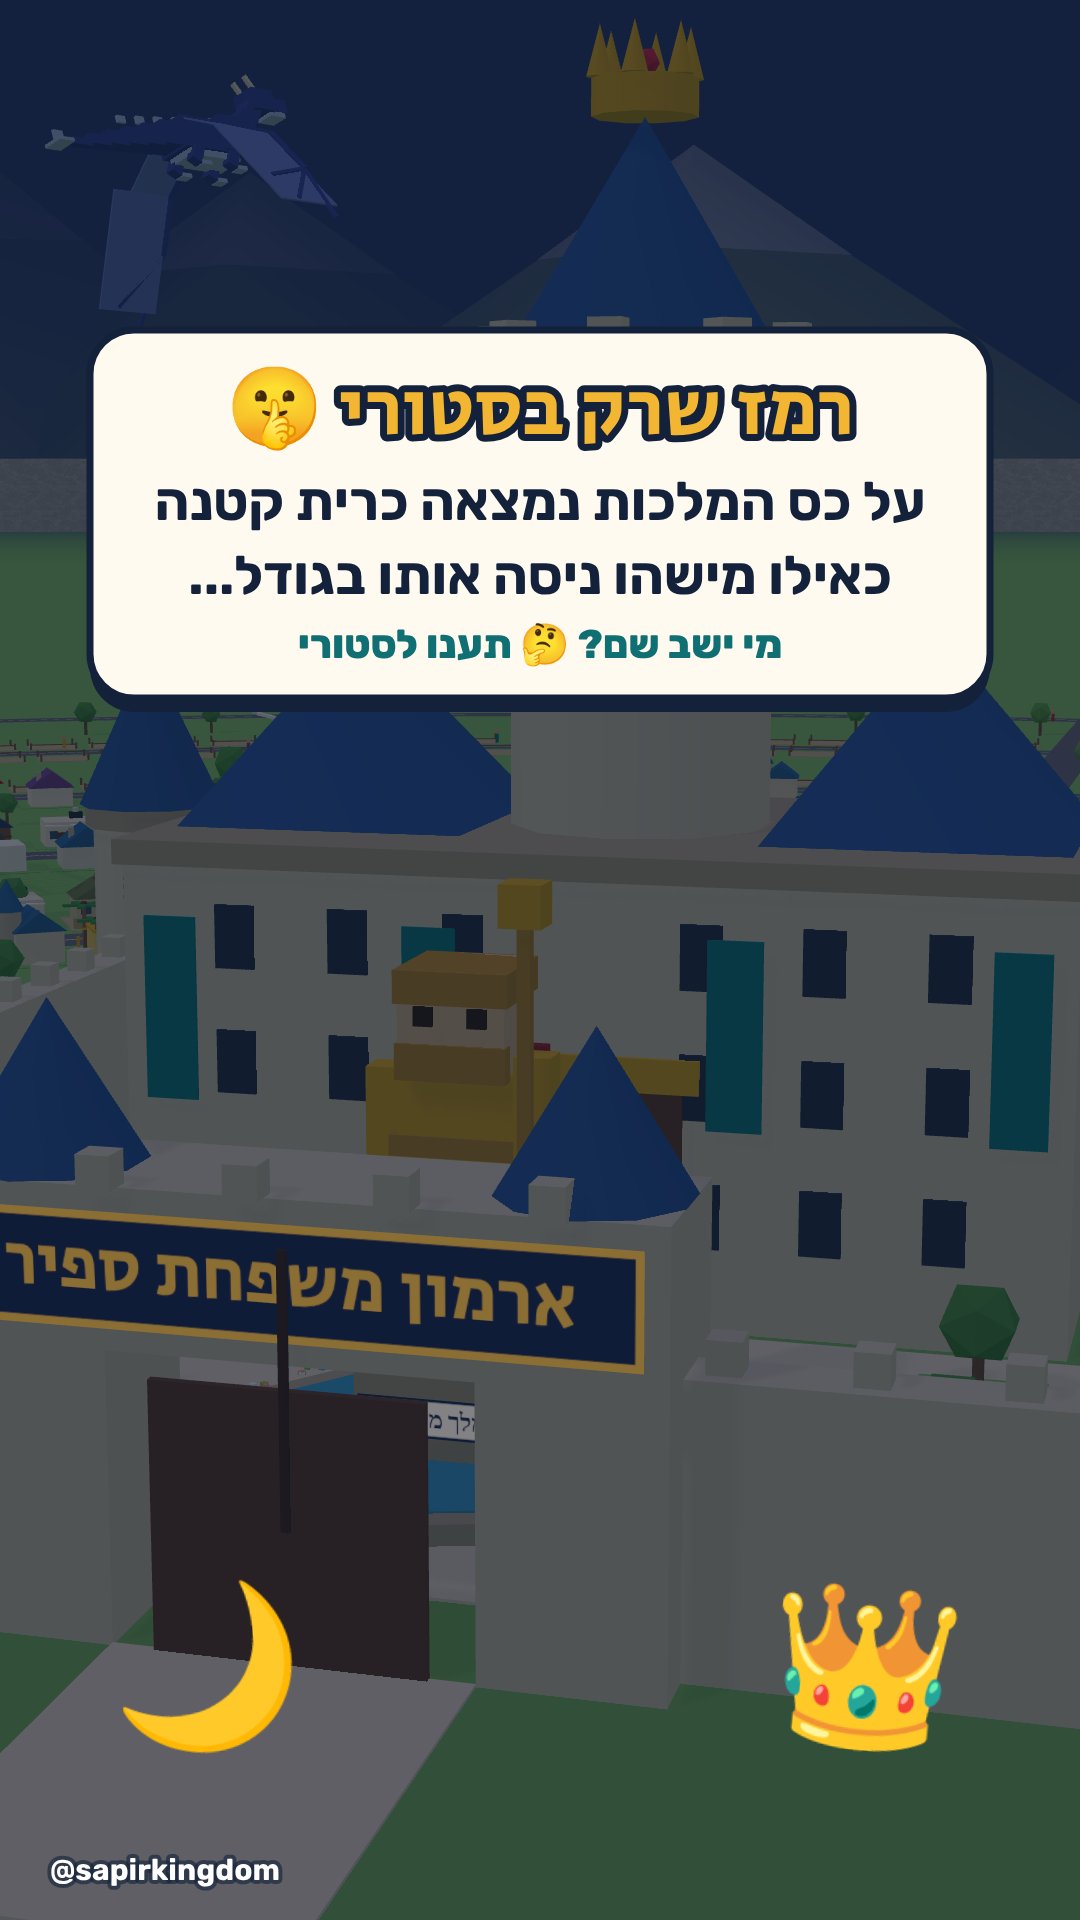 רמז שרק בסטורי 🤫
על כס המלכות נמצאה כרית קטנה
כאילו מישהו ניסה אותו בגודל...
מי ישב שם? 🤔 תענו לסטורי
ארמון משפחת ספיר
@sapirkingdom